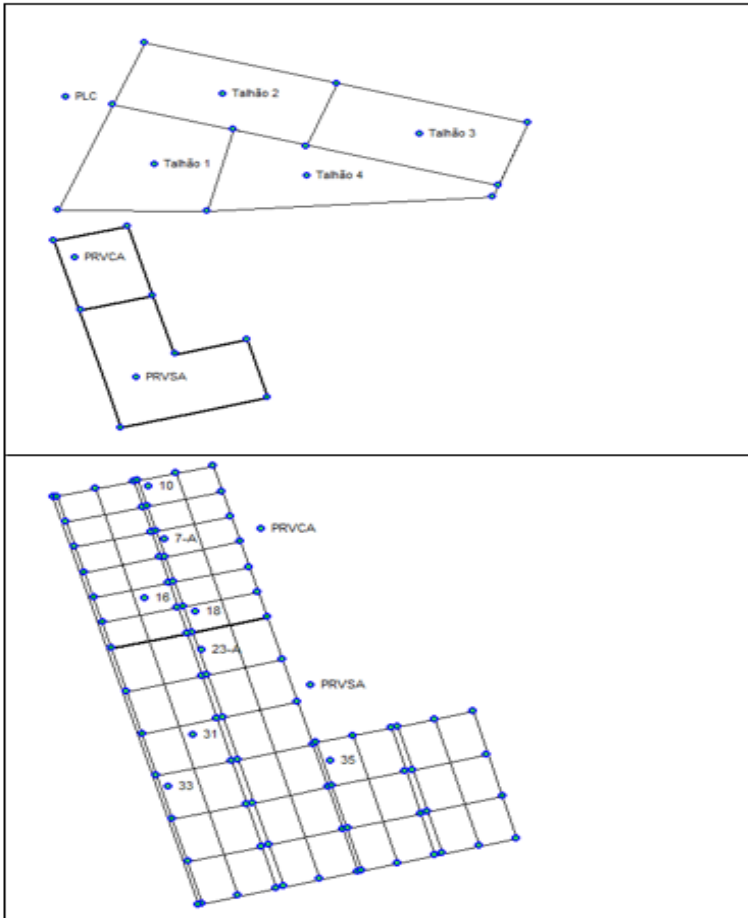 PLC
Talhão 2
Talhão 3
Talhão 1
Talhão 4
PRVCA
PRVSA
10
PRVCA
7-A
16
18
23-A
PRVSA
31
35
33